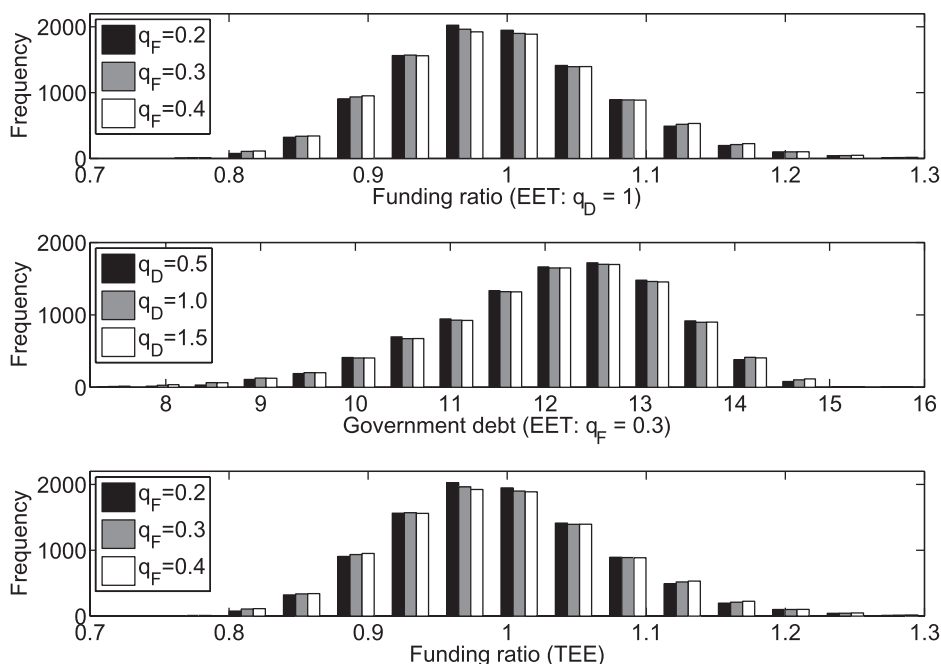 Frequency
2000
1000
0
q_F=0.2
q_F=0.3
q_F=0.4
0.7 0.8 0.9 1 1.1 1.2 1.3
Funding ratio (EET: q_D = 1)
Frequency
2000
1000
0
q_D=0.5
q_D=1.0
q_D=1.5
8 9 10 11 12 13 14 15 16
Government debt (EET: q_F = 0.3)
Frequency
2000
1000
0
q_F=0.2
q_F=0.3
q_F=0.4
0.7 0.8 0.9 1 1.1 1.2 1.3
Funding ratio (TEE)